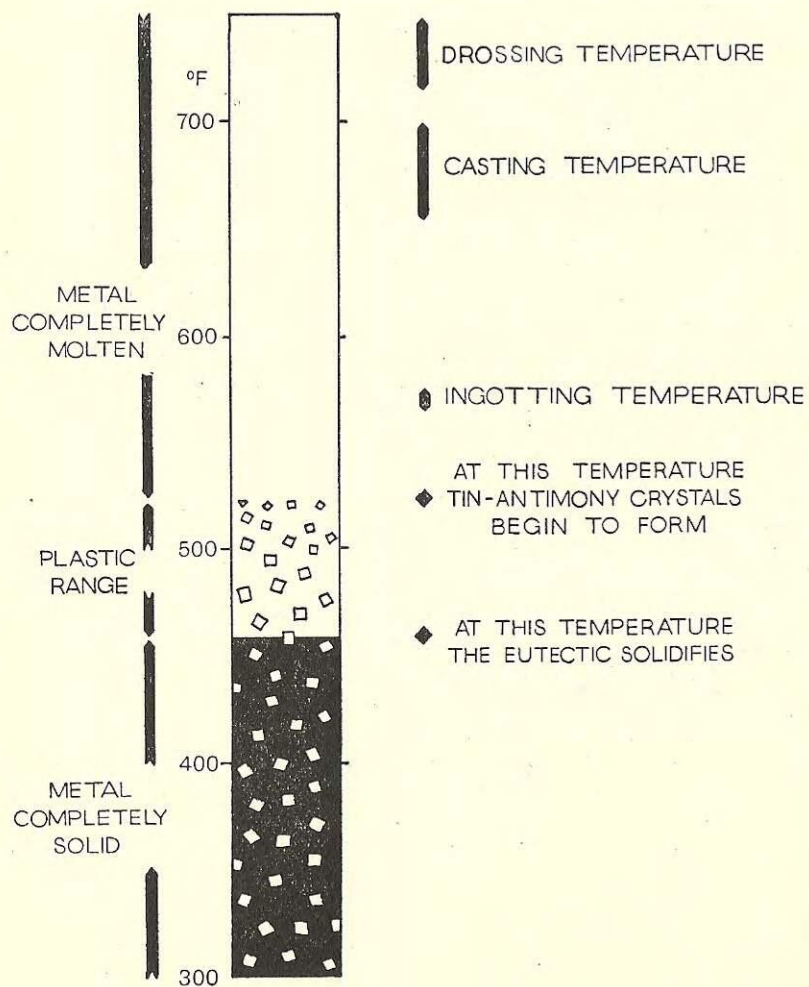 °F
DROSSING TEMPERATURE
700
CASTING TEMPERATURE
METAL
COMPLETELY
MOLTEN
600
INGOTTING TEMPERATURE
AT THIS TEMPERATURE
TIN-ANTIMONY CRYSTALS
BEGIN TO FORM
500
PLASTIC
RANGE
AT THIS TEMPERATURE
THE EUTECTIC SOLIDIFIES
400
METAL
COMPLETELY
SOLID
300